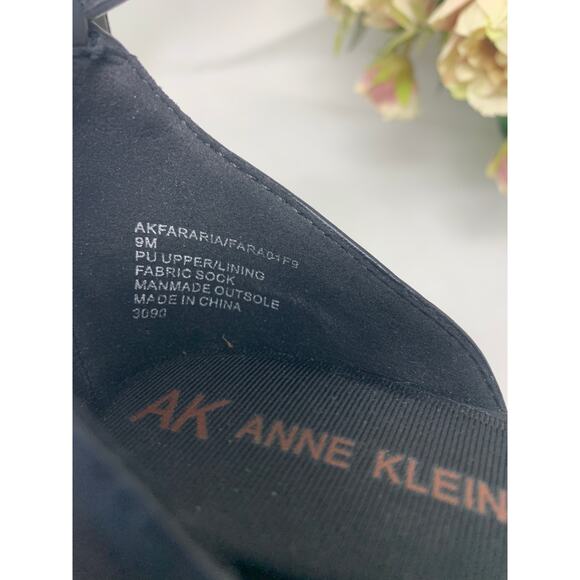 AKFARARIA/FARA01F9
9M
PU UPPER/LINING
FABRIC SOCK
MANMADE OUTSOLE
MADE IN CHINA
3090
AK ANNE KLEIN